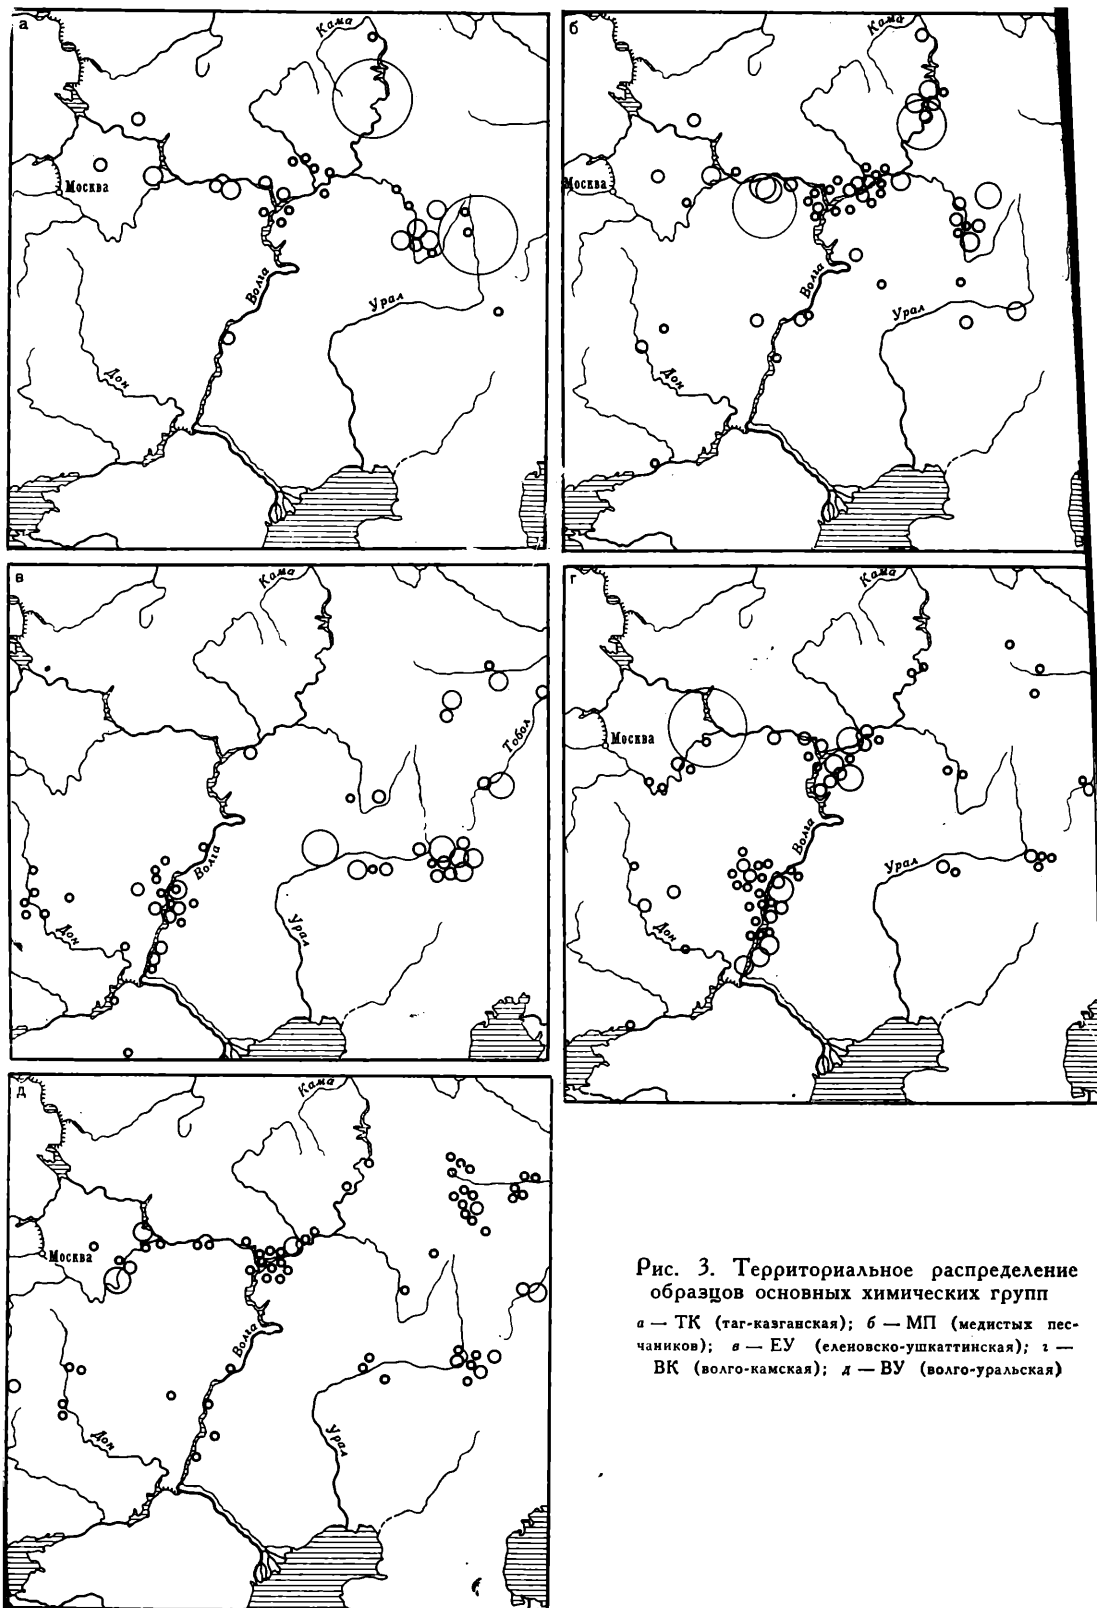 а
Кама
Москва
Волга
Урал
Дон
б
Кама
Москва
Волга
Урал
Дон
в
Кама
Тобол
Волга
Урал
Дон
г
Кама
Москва
Волга
Урал
Дон
д
Кама
Москва
Волга
Урал
Дон
Рис. 3. Территориальное распределение
образцов основных химических групп
а — ТК (таг-казганская); б — МП (медистых пес-
чаников); в — ЕУ (еленовско-ушкаттинская); г —
ВК (волго-камская); д — ВУ (волго-уральская)